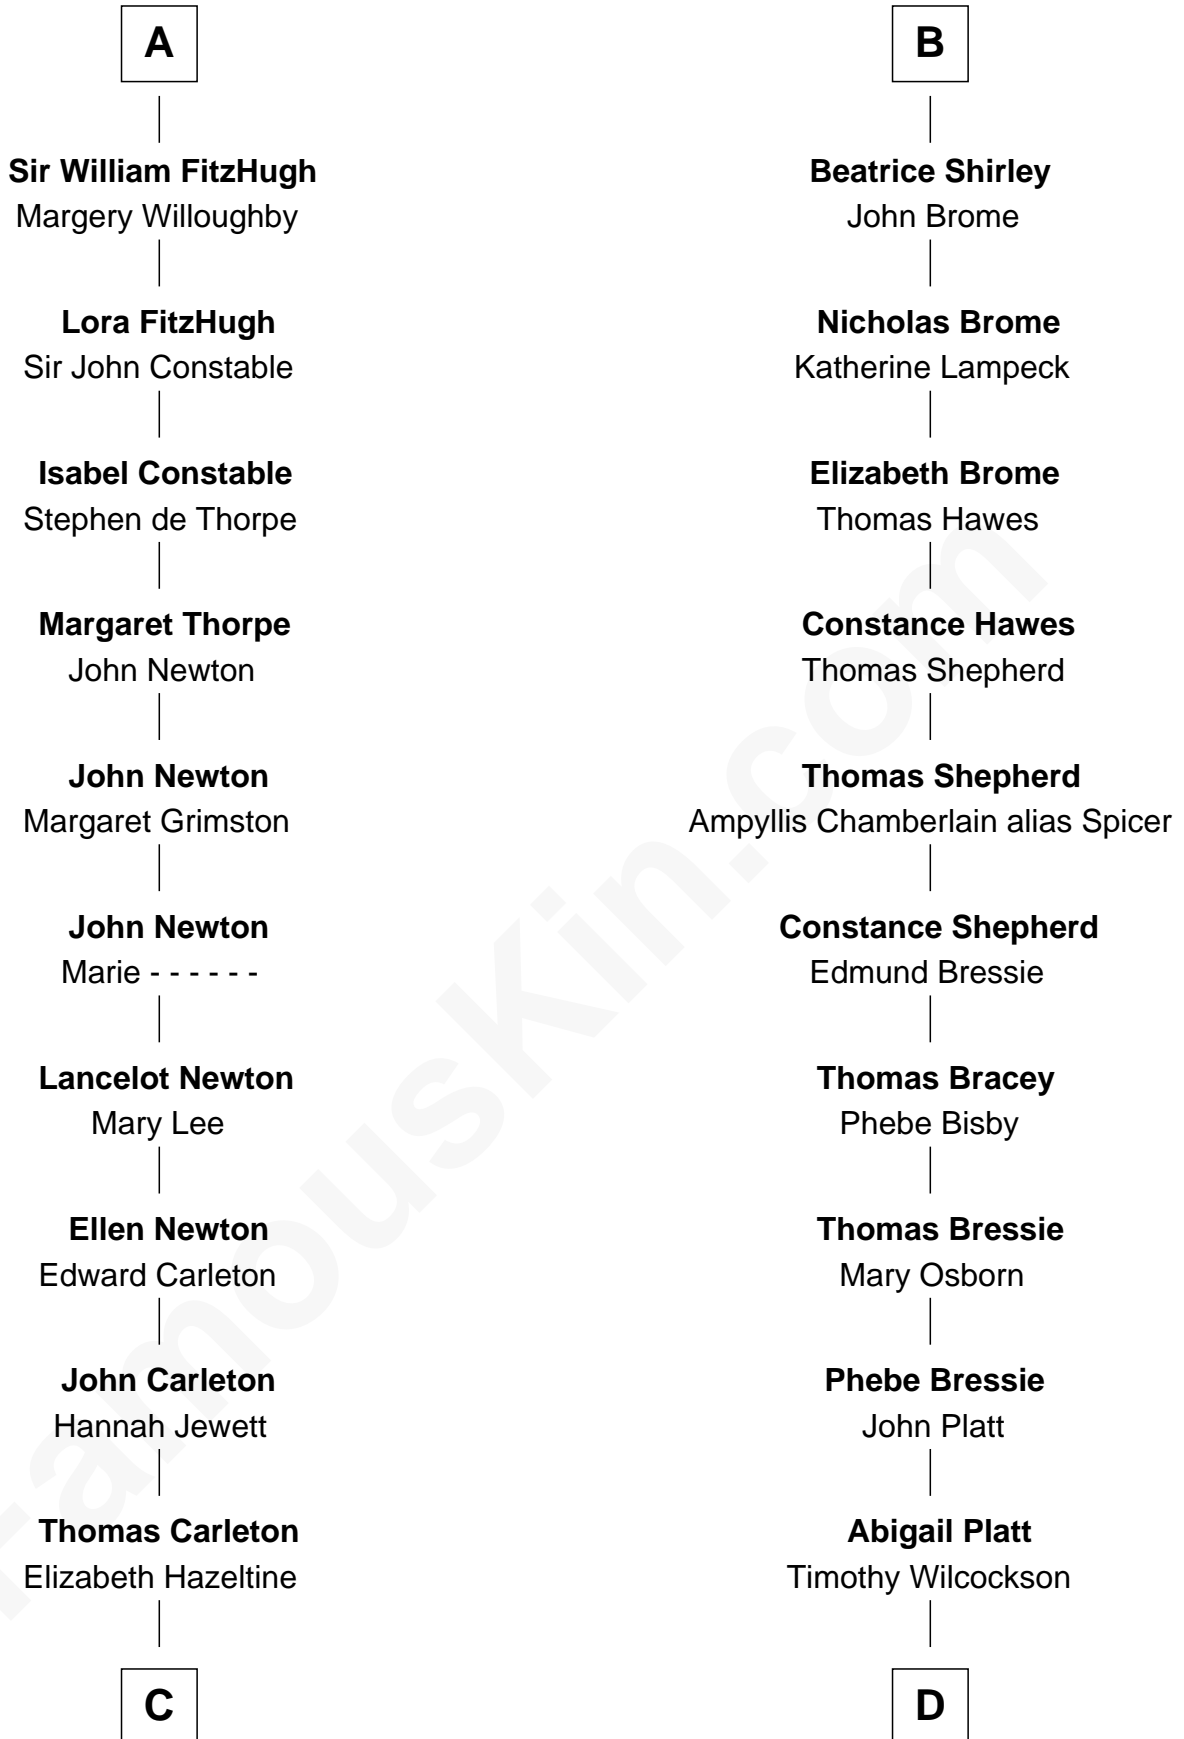 A
Sir William FitzHugh
Margery Willoughby
Lora FitzHugh
Sir John Constable
Isabel Constable
Stephen de Thorpe
Margaret Thorpe
John Newton
John Newton
Margaret Grimston
John Newton
Marie - - - - - -
Lancelot Newton
Mary Lee
Ellen Newton
Edward Carleton
John Carleton
Hannah Jewett
Thomas Carleton
Elizabeth Hazeltine
C
B
Beatrice Shirley
John Brome
Nicholas Brome
Katherine Lampeck
Elizabeth Brome
Thomas Hawes
Constance Hawes
Thomas Shepherd
Thomas Shepherd
Ampyllis Chamberlain alias Spicer
Constance Shepherd
Edmund Bressie
Thomas Bracey
Phebe Bisby
Thomas Bressie
Mary Osborn
Phebe Bressie
John Platt
Abigail Platt
Timothy Wilcockson
D
FamousKin.com